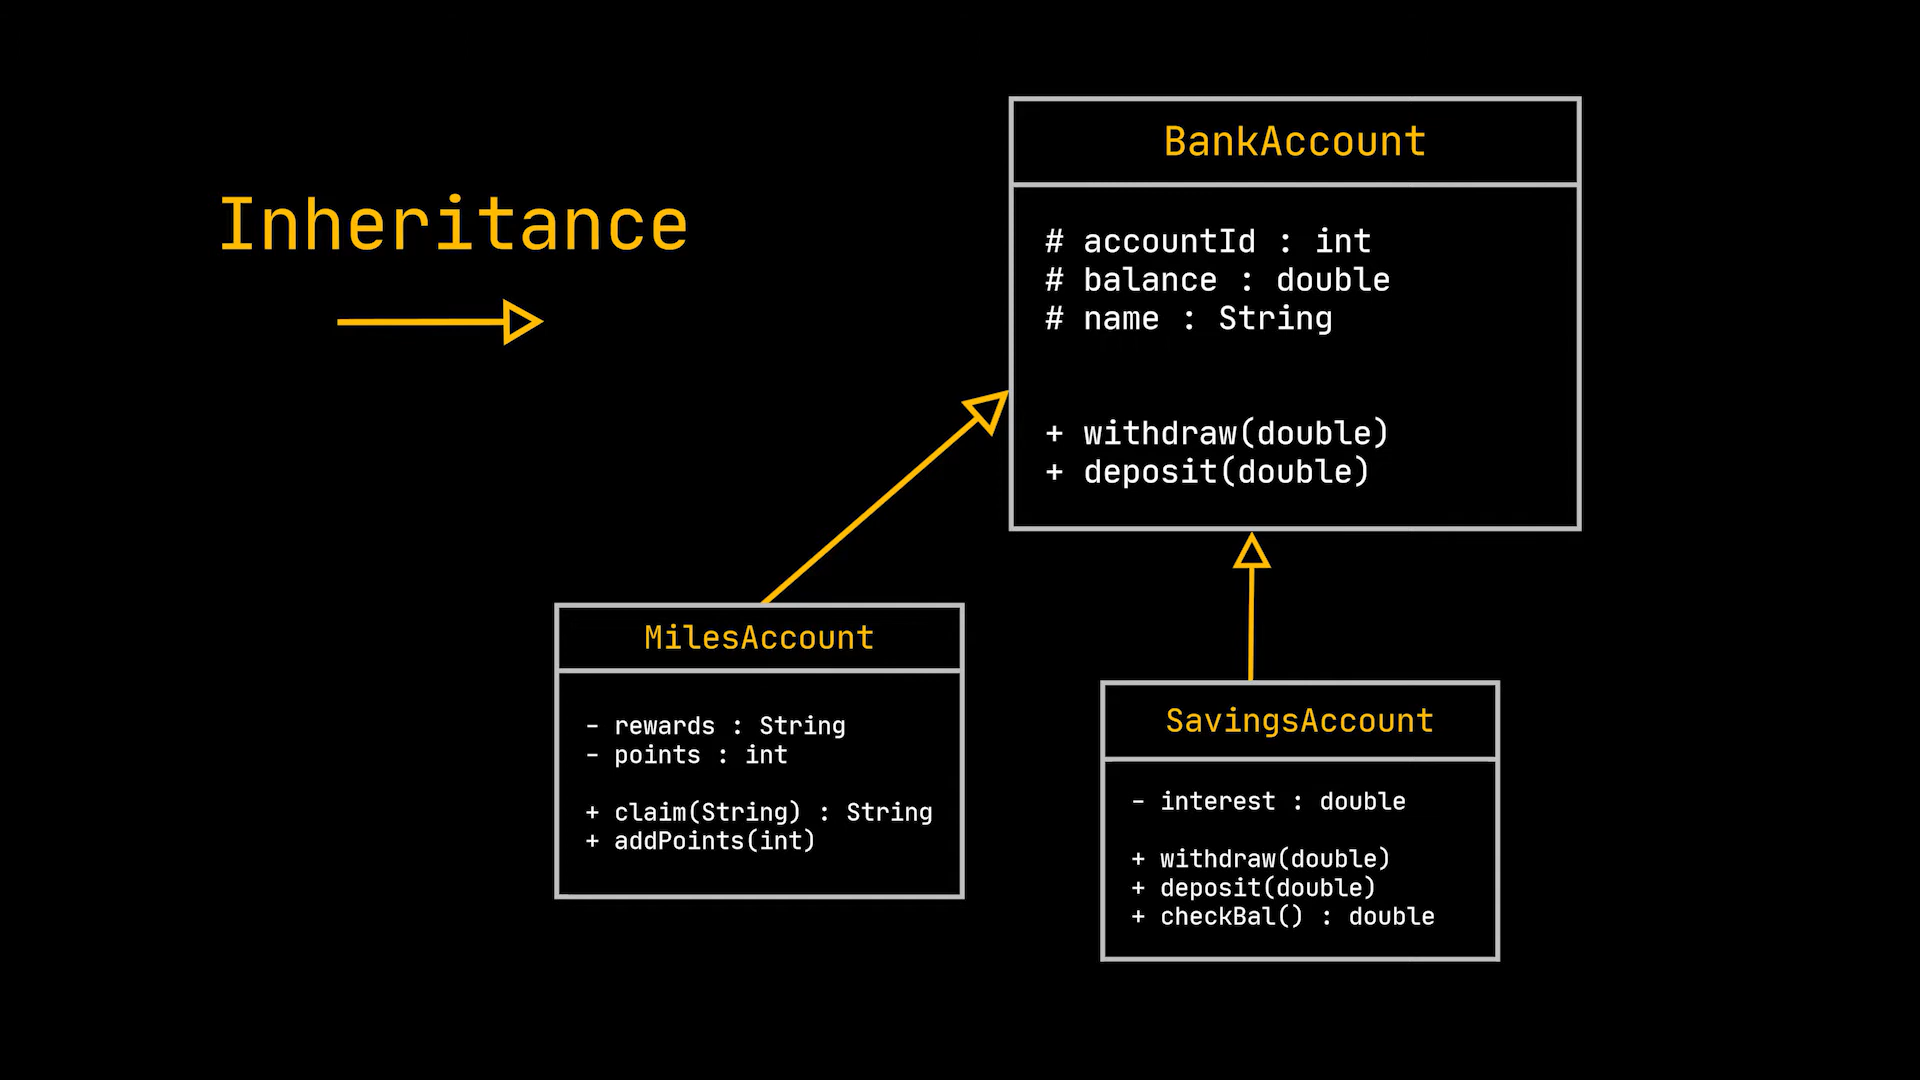 Inheritance
BankAccount
# accountId : int
# balance : double
# name : String
+ withdraw(double)
+ deposit(double)
MilesAccount
- rewards : String
- points : int
+ claim(String) : String
+ addPoints(int)
SavingsAccount
- interest : double
+ withdraw(double)
+ deposit(double)
+ checkBal() : double